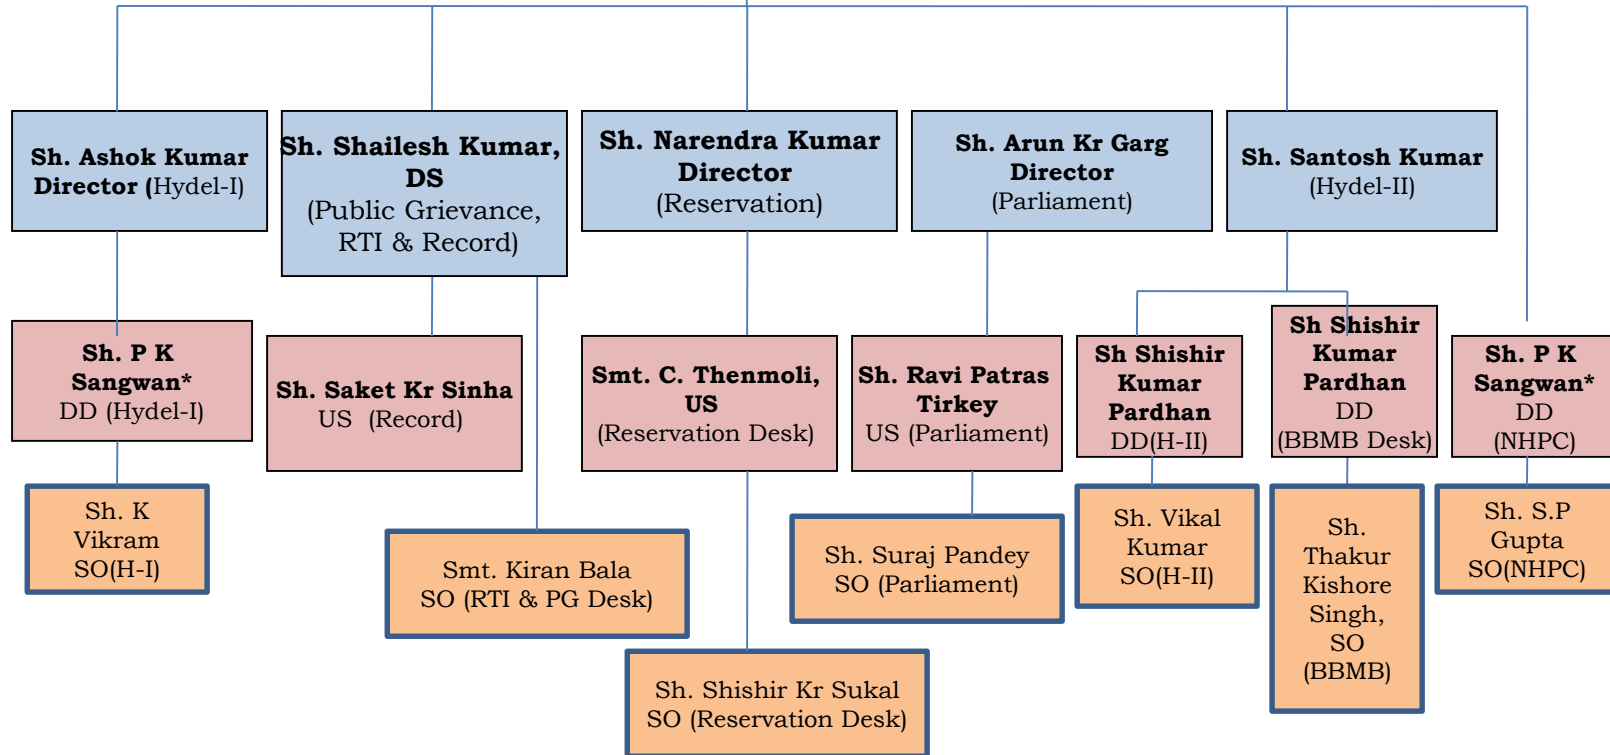 Sh. Ashok Kumar
Director (Hydel-I)
Sh. Shailesh Kumar,
DS
(Public Grievance,
RTI & Record)
Sh. Narendra Kumar
Director
(Reservation)
Sh. Arun Kr Garg
Director
(Parliament)
Sh. Santosh Kumar
(Hydel-II)
Sh. P K
Sangwan*
DD (Hydel-I)
Sh. Saket Kr Sinha
US (Record)
Smt. C. Thenmoli,
US
(Reservation Desk)
Sh. Ravi Patras
Tirkey
US (Parliament)
Sh Shishir
Kumar
Pardhan
DD(H-II)
Sh Shishir
Kumar
Pardhan
DD
(BBMB Desk)
Sh. P K
Sangwan*
DD
(NHPC)
Sh. K
Vikram
SO(H-I)
Smt. Kiran Bala
SO (RTI & PG Desk)
Sh. Shishir Kr Sukal
SO (Reservation Desk)
Sh. Suraj Pandey
SO (Parliament)
Sh. Vikal
Kumar
SO(H-II)
Sh.
Thakur
Kishore
Singh,
SO
(BBMB)
Sh. S.P
Gupta
SO(NHPC)